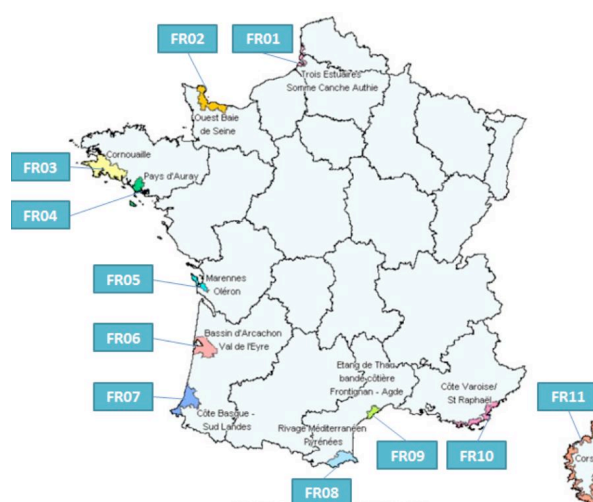 FR02
FR01
Trois Estuaires
Somme Canche Authie
Ouest Baie
de Seine
Cornouaille
FR03
Pays d'Auray
FR04
Marennes
Oléron
FR05
Bassin d'Arcachon
Val de l'Eyre
FR06
Etang de Thau
bande côtière
Frontignan - Agde
Côte Varoise/
St Raphaël
FR07
FR11
Côte Basque -
Sud Landes
Rivage Méditerranéen
Pyrénées
FR09
FR10
FR08